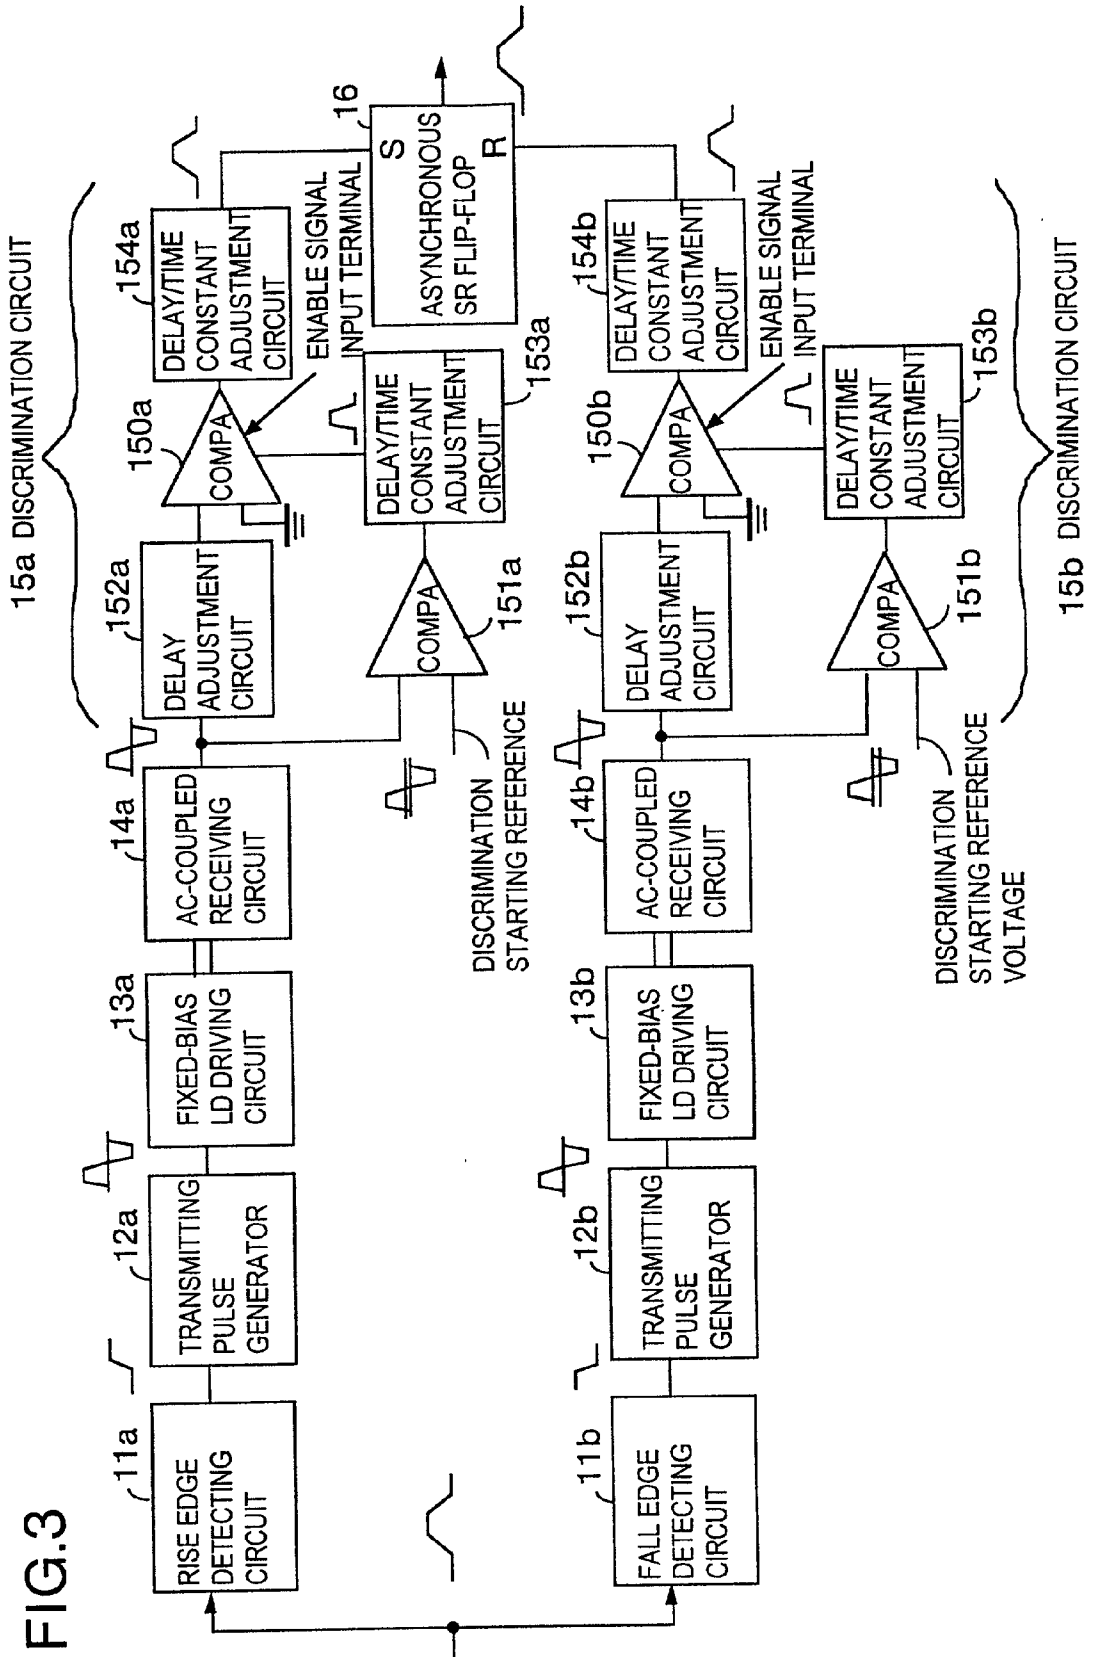 FIG.3
15a DISCRIMINATION CIRCUIT
11a
RISE EDGE
DETECTING
CIRCUIT
12a
TRANSMITTING
PULSE
GENERATOR
13a
FIXED-BIAS
LD DRIVING
CIRCUIT
14a
AC-COUPLED
RECEIVING
CIRCUIT
152a
DELAY
ADJUSTMENT
CIRCUIT
150a
COMPA
154a
DELAY/TIME
CONSTANT
ADJUSTMENT
CIRCUIT
ENABLE SIGNAL
INPUT TERMINAL
DISCRIMINATION
STARTING REFERENCE
COMPA
151a
DELAY/TIME
CONSTANT
ADJUSTMENT
CIRCUIT
153a
16
S
ASYNCHRONOUS
SR FLIP-FLOP
R
11b
FALL EDGE
DETECTING
CIRCUIT
12b
TRANSMITTING
PULSE
GENERATOR
13b
FIXED-BIAS
LD DRIVING
CIRCUIT
14b
AC-COUPLED
RECEIVING
CIRCUIT
152b
DELAY
ADJUSTMENT
CIRCUIT
150b
COMPA
154b
DELAY/TIME
CONSTANT
ADJUSTMENT
CIRCUIT
ENABLE SIGNAL
INPUT TERMINAL
DISCRIMINATION
STARTING REFERENCE
VOLTAGE
COMPA
151b
DELAY/TIME
CONSTANT
ADJUSTMENT
CIRCUIT
153b
15b DISCRIMINATION CIRCUIT